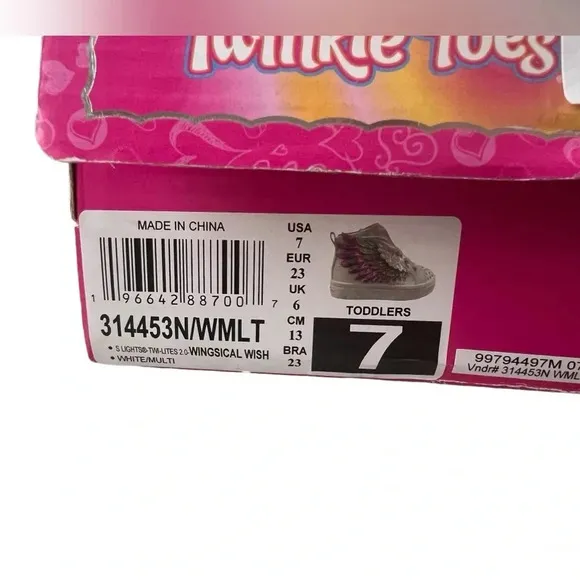 Twinkle Toes
MADE IN CHINA
1 96642 88700 7
314453N/WMLT
• S LIGHTS®-TWI-LITES 2.0-WINGSICAL WISH
• WHITE/MULTI
USA
7
EUR
23
UK
6
CM
13
BRA
23
TODDLERS
7
99794497M 07
Vndr# 314453N WML